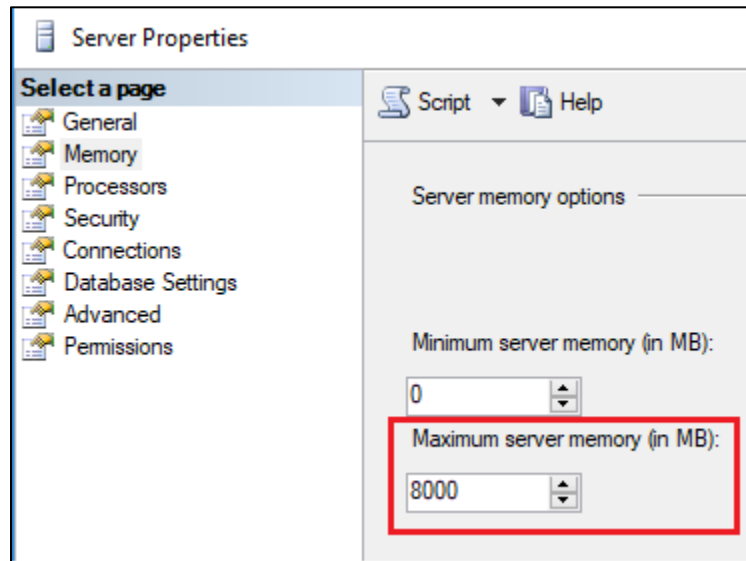 Server Properties
Select a page
General
Memory
Processors
Security
Connections
Database Settings
Advanced
Permissions
Script
Help
Server memory options
Minimum server memory (in MB):
0
Maximum server memory (in MB):
8000